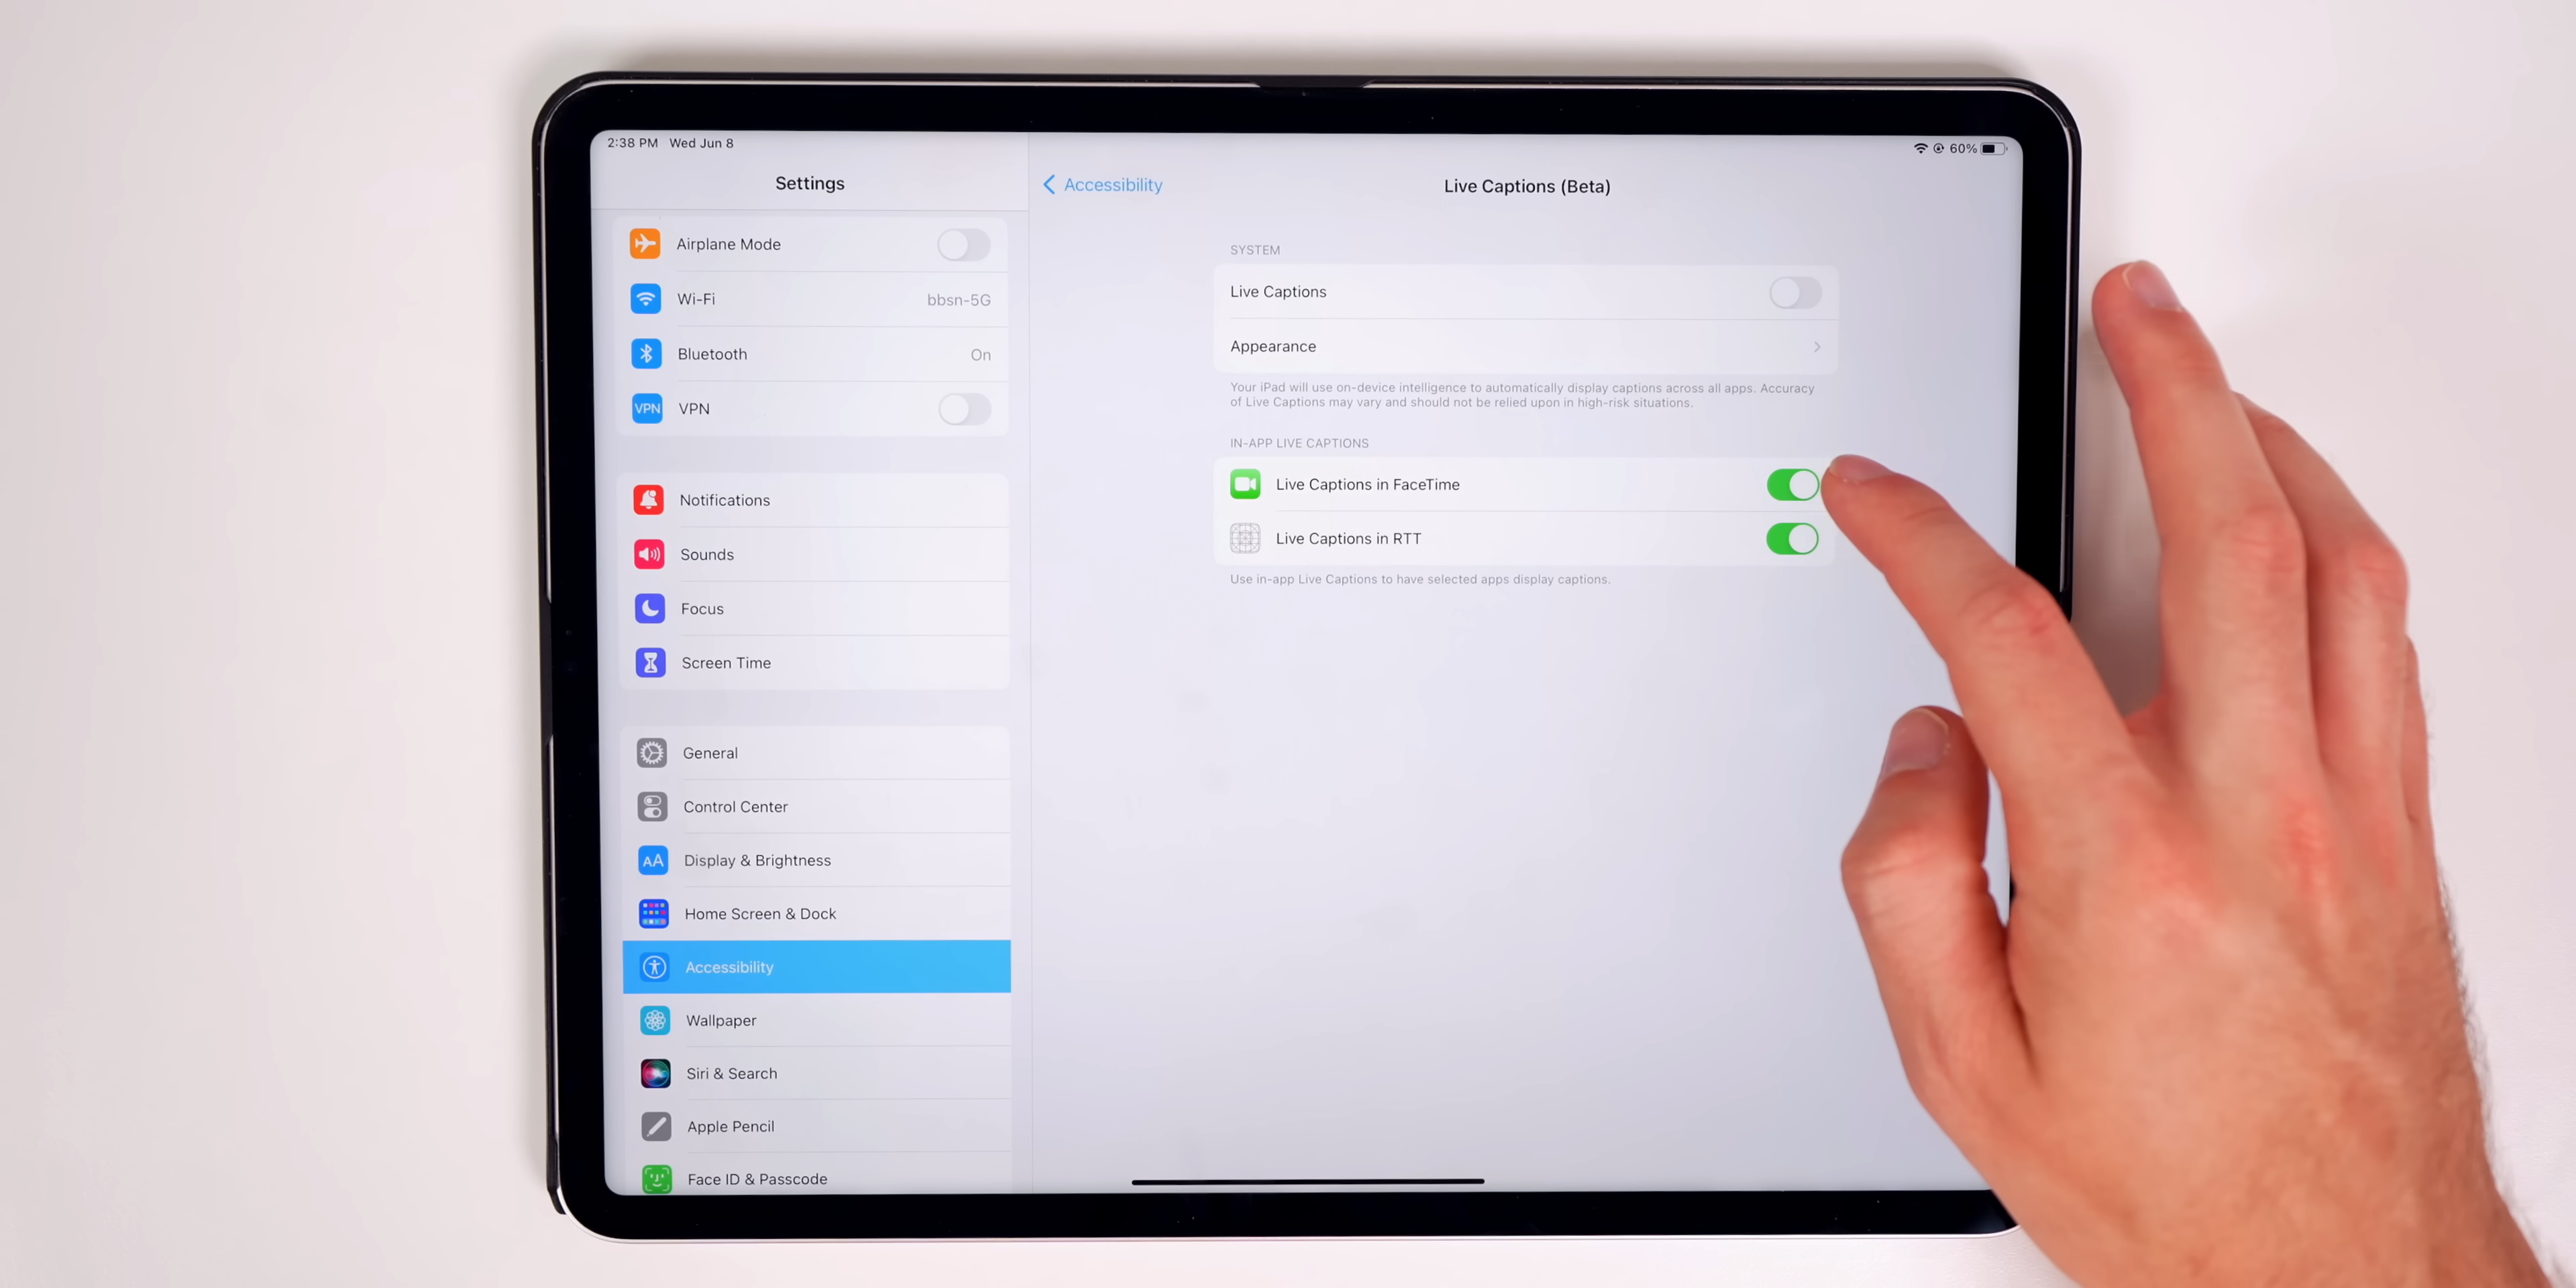 2:38 PM Wed Jun 8
60%
Settings
Airplane Mode
Wi-Fi bbsn-5G
Bluetooth On
VPN VPN
Notifications
Sounds
Focus
Screen Time
General
Control Center
AA Display & Brightness
Home Screen & Dock
Accessibility
Wallpaper
Siri & Search
Apple Pencil
Face ID & Passcode
Accessibility
Live Captions (Beta)
SYSTEM
Live Captions
Appearance
Your iPad will use on-device intelligence to automatically display captions across all apps. Accuracy
of Live Captions may vary and should not be relied upon in high-risk situations.
IN-APP LIVE CAPTIONS
Live Captions in FaceTime
Live Captions in RTT
Use in-app Live Captions to have selected apps display captions.